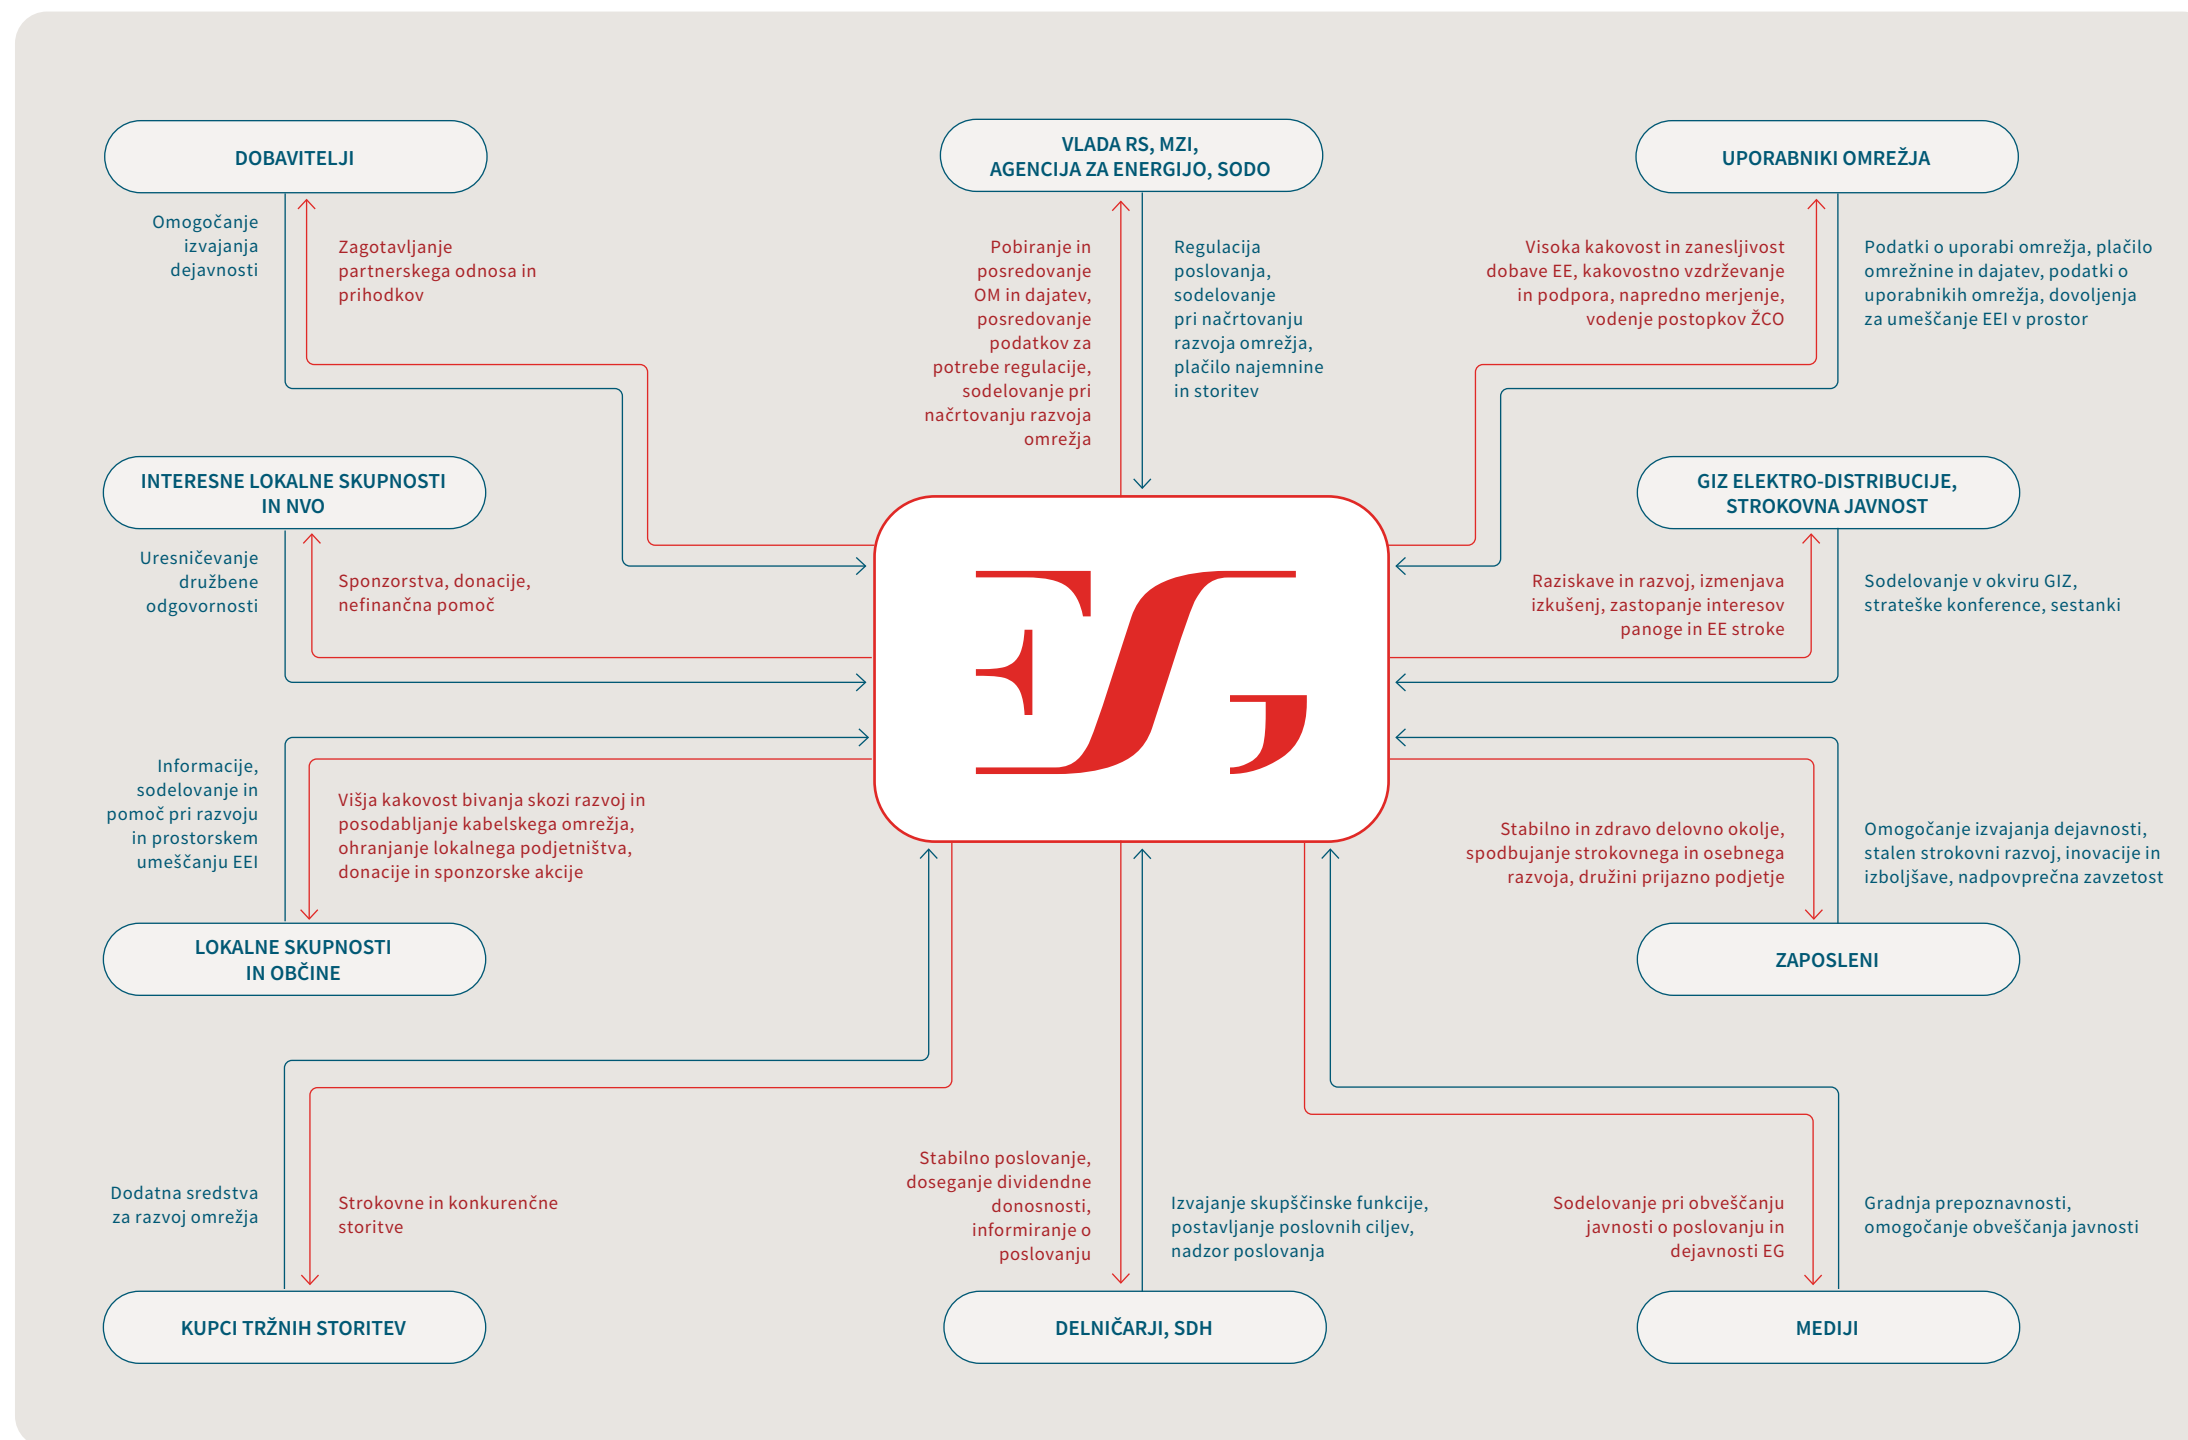 DOBAVITELJI
Omogočanje
izvajanja
dejavnosti
Zagotavljanje
partnerskega odnosa in
prihodkov
VLADA RS, MZI,
AGENCIJA ZA ENERGIJO, SODO
Pobiranje in
posredovanje
OM in dajatev,
posredovanje
podatkov za
potrebe regulacije,
sodelovanje pri
načrtovanju razvoja
omrežja
Regulacija
poslovanja,
sodelovanje
pri načrtovanju
razvoja omrežja,
plačilo najemnine
in storitev
UPORABNIKI OMREŽJA
Visoka kakovost in zanesljivost
dobave EE, kakovostno vzdrževanje
in podpora, napredno merjenje,
vodenje postopkov ŽCO
Podatki o uporabi omrežja, plačilo
omrežnine in dajatev, podatki o
uporabnikih omrežja, dovoljenja
za umeščanje EEI v prostor
INTERESNE LOKALNE SKUPNOSTI
IN NVO
Uresničevanje
družbene
odgovornosti
Sponzorstva, donacije,
nefinančna pomoč
GIZ ELEKTRO-DISTRIBUCIJE,
STROKOVNA JAVNOST
Raziskave in razvoj, izmenjava
izkušenj, zastopanje interesov
panoge in EE stroke
Sodelovanje v okviru GIZ,
strateške konference, sestanki
EG
Informacije,
sodelovanje in
pomoč pri razvoju
in prostorskem
umeščanju EEI
Višja kakovost bivanja skozi razvoj in
posodabljanje kabelskega omrežja,
ohranjanje lokalnega podjetništva,
donacije in sponzorske akcije
LOKALNE SKUPNOSTI
IN OBČINE
Stabilno in zdravo delovno okolje,
spodbujanje strokovnega in osebnega
razvoja, družini prijazno podjetje
Omogočanje izvajanja dejavnosti,
stalen strokovni razvoj, inovacije in
izboljšave, nadpovprečna zavzetost
ZAPOSLENI
Dodatna sredstva
za razvoj omrežja
Strokovne in konkurenčne
storitve
KUPCI TRŽNIH STORITEV
Stabilno poslovanje,
doseganje dividendne
donosnosti,
informiranje o
poslovanju
Izvajanje skupščinske funkcije,
postavljanje poslovnih ciljev,
nadzor poslovanja
DELNIČARJI, SDH
Sodelovanje pri obveščanju
javnosti o poslovanju in
dejavnosti EG
Gradnja prepoznavnosti,
omogočanje obveščanja javnosti
MEDIJI